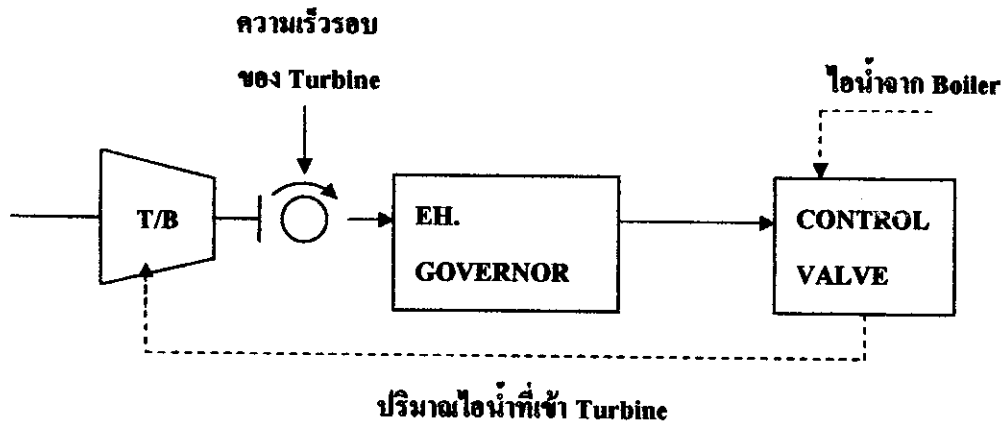 ความเร็วรอบ
ของ Turbine
ไอน้ำจาก Boiler
T/B
EH.
GOVERNOR
CONTROL
VALVE
ปริมาณไอน้ำที่เข้า Turbine